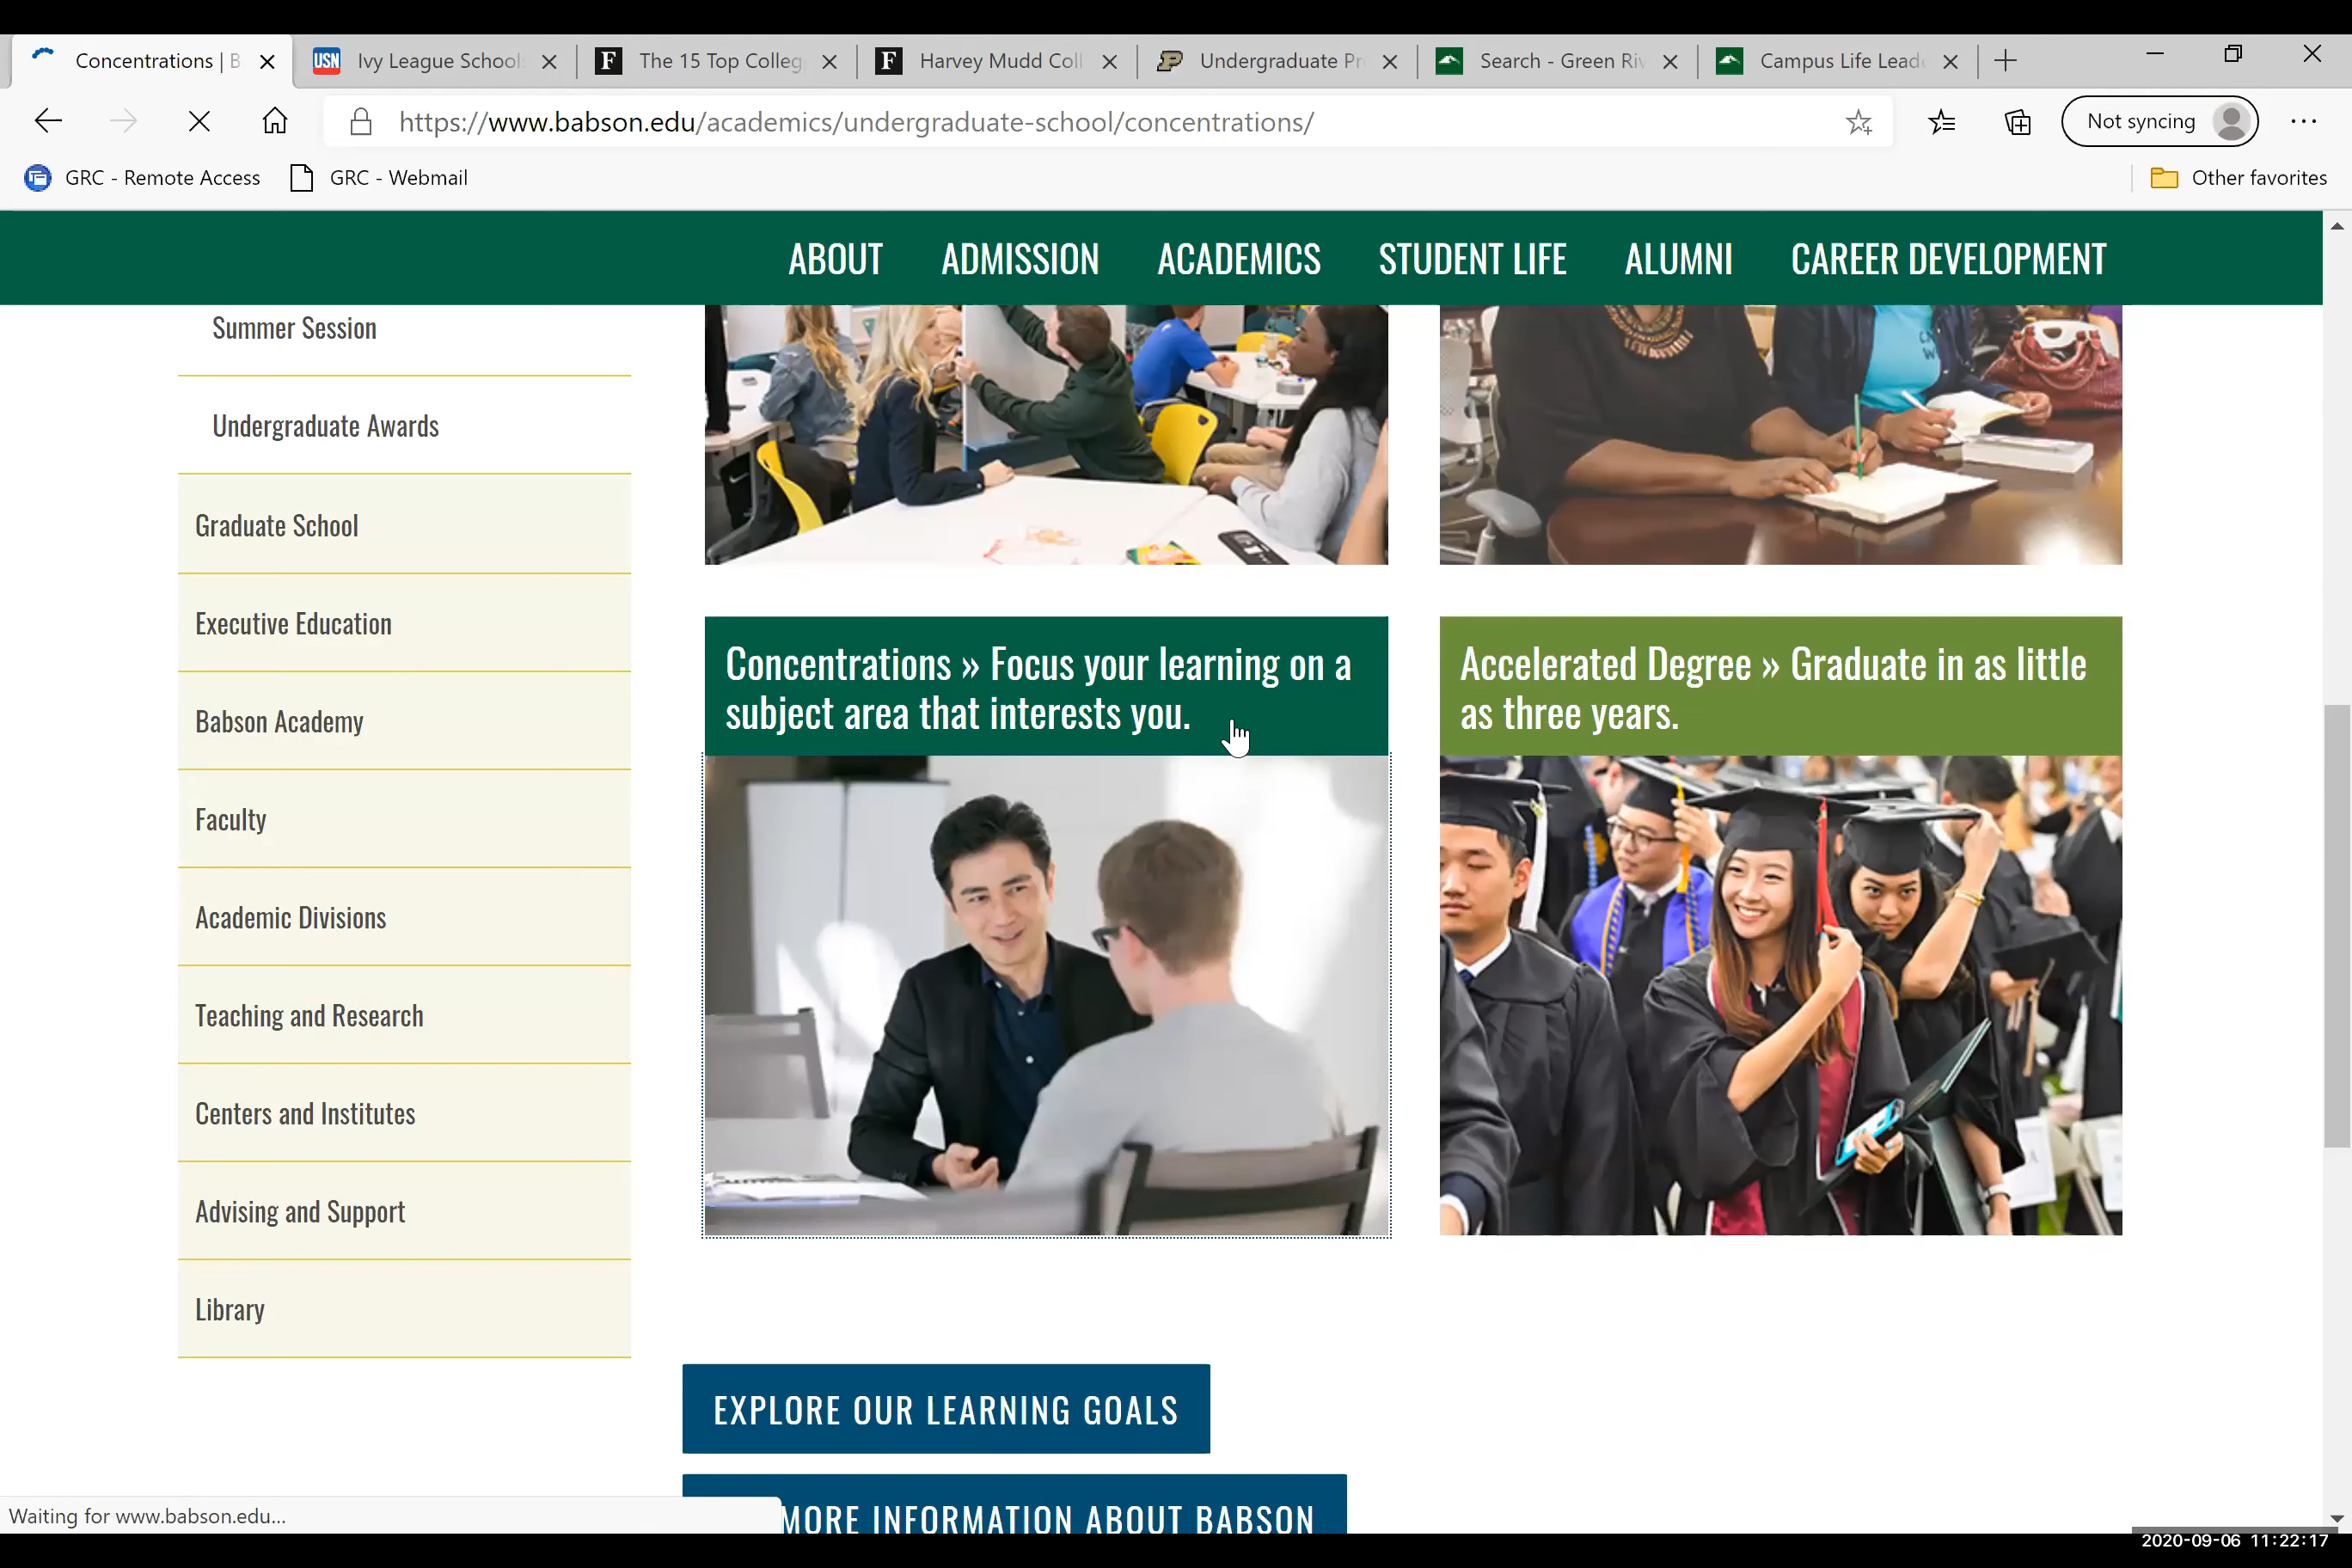 Concentrations | B
USN
Ivy League School
F
The 15 Top Colleg
F
Harvey Mudd Col
P
Undergraduate Pr
Search - Green Riv
Campus Life Lead
https://www.babson.edu/academics/undergraduate-school/concentrations/
Not syncing
GRC - Remote Access
GRC - Webmail
Other favorites
ABOUT
ADMISSION
ACADEMICS
STUDENT LIFE
ALUMNI
CAREER DEVELOPMENT
Summer Session
Undergraduate Awards
Graduate School
Executive Education
Babson Academy
Faculty
Academic Divisions
Teaching and Research
Centers and Institutes
Advising and Support
Library
Concentrations » Focus your learning on a
subject area that interests you.
Accelerated Degree » Graduate in as little
as three years.
EXPLORE OUR LEARNING GOALS
MORE INFORMATION ABOUT BABSON
Waiting for www.babson.edu...
2020-09-06 11:22:17